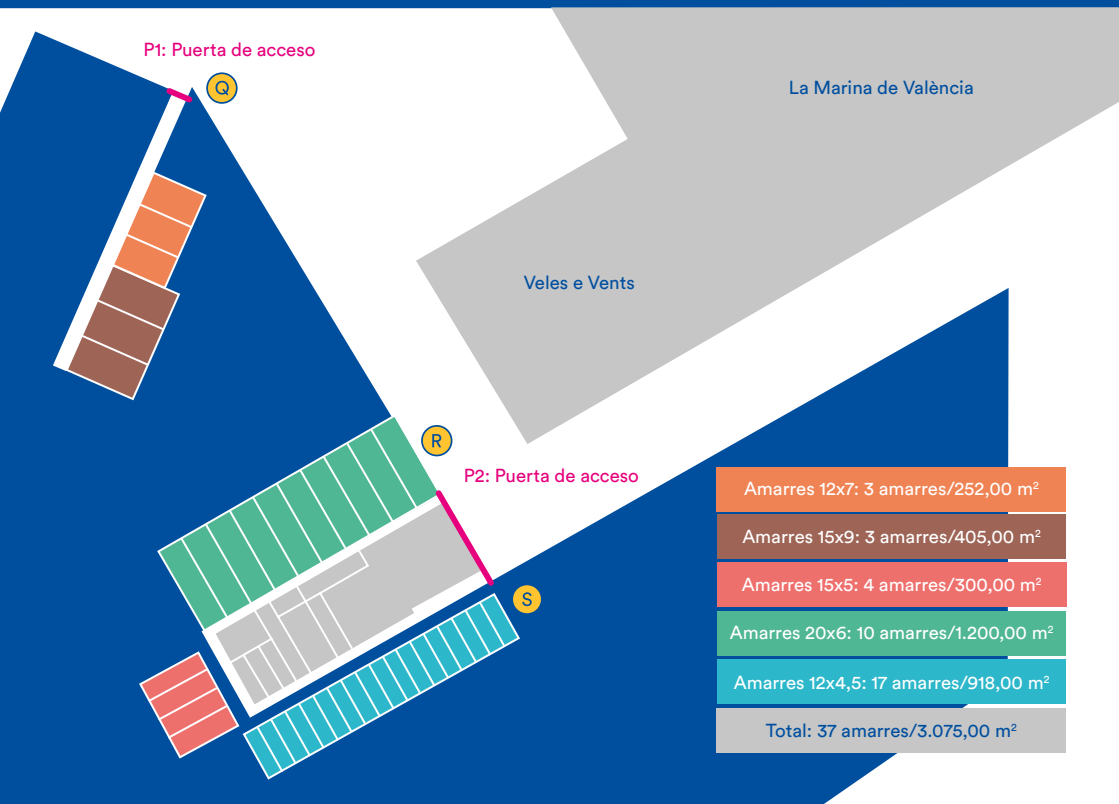 P1: Puerta de acceso
Q
La Marina de València
Veles e Vents
R
P2: Puerta de acceso
S
Amarres 12x7: 3 amarres/252,00 m²
Amarres 15x9: 3 amarres/405,00 m²
Amarres 15x5: 4 amarres/300,00 m²
Amarres 20x6: 10 amarres/1.200,00 m²
Amarres 12x4,5: 17 amarres/918,00 m²
Total: 37 amarres/3.075,00 m²